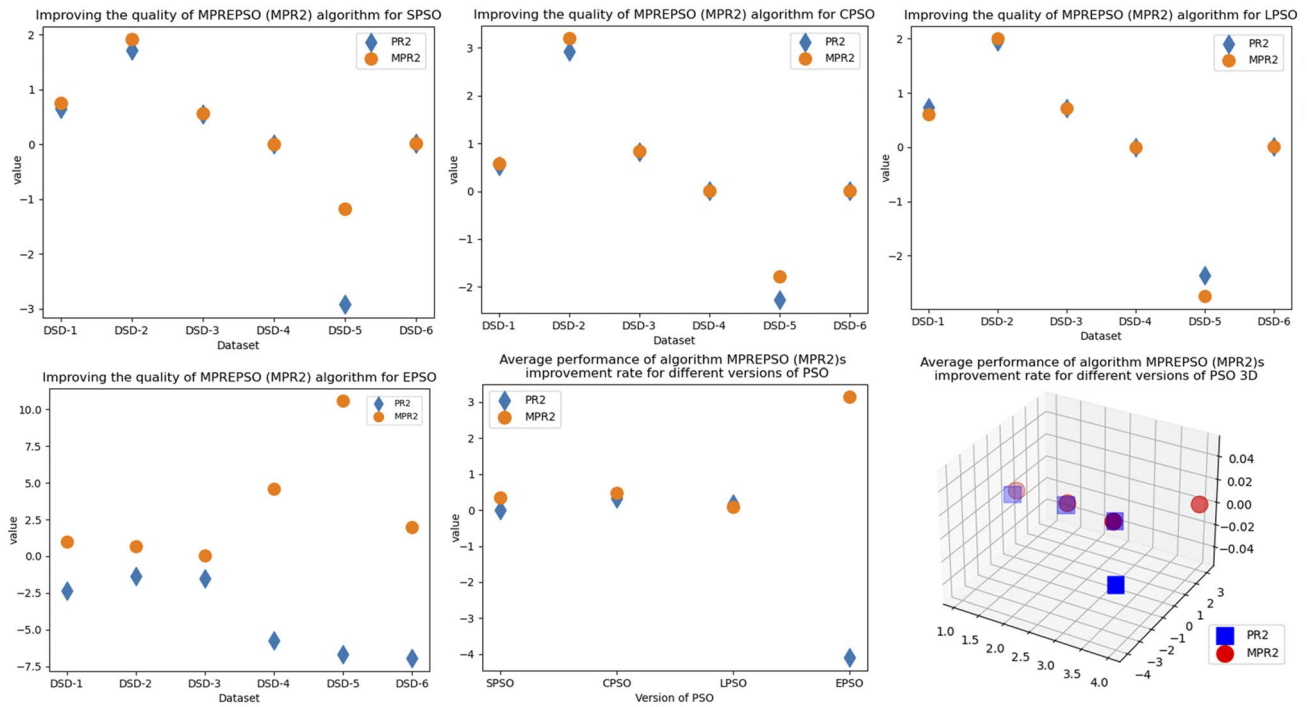 Improving the quality of MPREPSO (MPR2) algorithm for SPSO
PR2
MPR2
2
1
0
−1
−2
−3
value
DSD-1 DSD-2 DSD-3 DSD-4 DSD-5 DSD-6
Dataset
Improving the quality of MPREPSO (MPR2) algorithm for CPSO
PR2
MPR2
3
2
1
0
−1
−2
value
DSD-1 DSD-2 DSD-3 DSD-4 DSD-5 DSD-6
Dataset
Improving the quality of MPREPSO (MPR2) algorithm for LPSO
PR2
MPR2
2
1
0
−1
−2
value
DSD-1 DSD-2 DSD-3 DSD-4 DSD-5 DSD-6
Dataset
Improving the quality of MPREPSO (MPR2) algorithm for EPSO
PR2
MPR2
10.0
7.5
5.0
2.5
0.0
−2.5
−5.0
−7.5
value
DSD-1 DSD-2 DSD-3 DSD-4 DSD-5 DSD-6
Dataset
Average performance of algorithm MPREPSO (MPR2)s
improvement rate for different versions of PSO
PR2
MPR2
3
2
1
0
−1
−2
−3
−4
value
SPSO CPSO LPSO EPSO
Version of PSO
Average performance of algorithm MPREPSO (MPR2)s
improvement rate for different versions of PSO 3D
0.04
0.02
0.00
−0.02
−0.04
3
2
1
0
−1
−2
−3
−4
1.0
1.5
2.0
2.5
3.0
3.5
4.0
PR2
MPR2